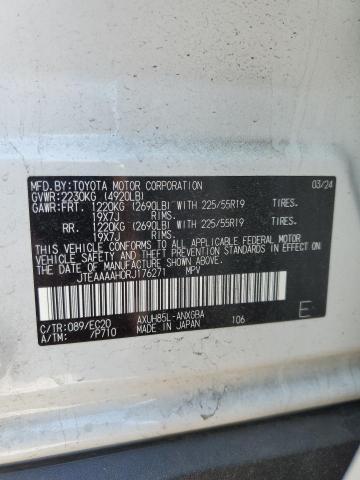 MFD.BY:TOYOTA MOTOR CORPORATION 03/24
GVWR:2230KG (4920LB)
GAWR:FRT. 1220KG (2690LB) WITH 225/55R19 TIRES.
19X7J RIMS.
RR. 1220KG (2690LB) WITH 225/55R19 TIRES.
19X7J RIMS.
THIS VEHICLE CONFORMS TO ALL APPLICABLE FEDERAL MOTOR
VEHICLE SAFETY STANDARDS IN EFFECT ON THE DATE OF
MANUFACTURE SHOWN ABOVE.
JTEAAAAH0RJ176271 MPV
C/TR:089/EC20 AXUH85L-ANXGBA
A/TM: /P710 MADE IN JAPAN 106
E